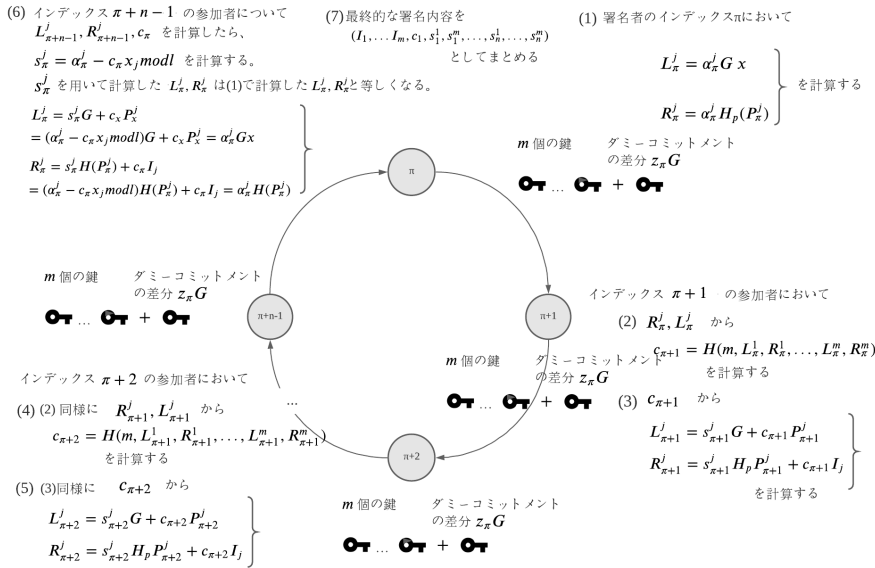 (6) インデックス π + n − 1 の参加者について
L^j_{π+n−1}, R^j_{π+n−1}, c_π を計算したら、
s^j_π = α^j_π − c_π x_j modl を計算する。
s^j_π を用いて計算した L^j_π, R^j_π は(1)で計算した L^j_π, R^j_πと等しくなる。
L^j_π = s^j_π G + c_x P^j_x
= (α^j_π − c_π x_j modl)G + c_x P^j_x = α^j_π Gx
R^j_π = s^j_π H(P^j_π) + c_π I_j
= (α^j_π − c_π x_j modl)H(P^j_π) + c_π I_j = α^j_π H(P^j_π)
(7)最終的な署名内容を
(I_1, . . . I_m, c_1, s^1_1, s^m_1, . . . , s^1_n, . . . , s^m_n)
としてまとめる
(1) 署名者のインデックスπにおいて
L^j_π = α^j_π G x
を計算する
R^j_π = α^j_π H_p(P^j_π)
π
m 個の鍵
ダミーコミットメント
の差分 z_π G
... +
m 個の鍵
ダミーコミットメント
の差分 z_π G
... +
π+n-1
π+1
インデックス π + 1 の参加者において
(2) R^j_π, L^j_π から
c_{π+1} = H(m, L^1_π, R^1_π, . . . , L^m_π, R^m_π)
を計算する
(3) c_{π+1} から
L^j_{π+1} = s^j_{π+1} G + c_{π+1} P^j_{π+1}
R^j_{π+1} = s^j_{π+1} H_p P^j_{π+1} + c_{π+1} I_j
を計算する
m 個の鍵
ダミーコミットメント
の差分 z_π G
... +
インデックス π + 2 の参加者において
(4) (2) 同様に R^j_{π+1}, L^j_{π+1} から
c_{π+2} = H(m, L^1_{π+1}, R^1_{π+1}, . . . , L^m_{π+1}, R^m_{π+1})
を計算する
...
π+2
(5) (3)同様に c_{π+2} から
L^j_{π+2} = s^j_{π+2} G + c_{π+2} P^j_{π+2}
R^j_{π+2} = s^j_{π+2} H_p P^j_{π+2} + c_{π+2} I_j
m 個の鍵
ダミーコミットメント
の差分 z_π G
... +